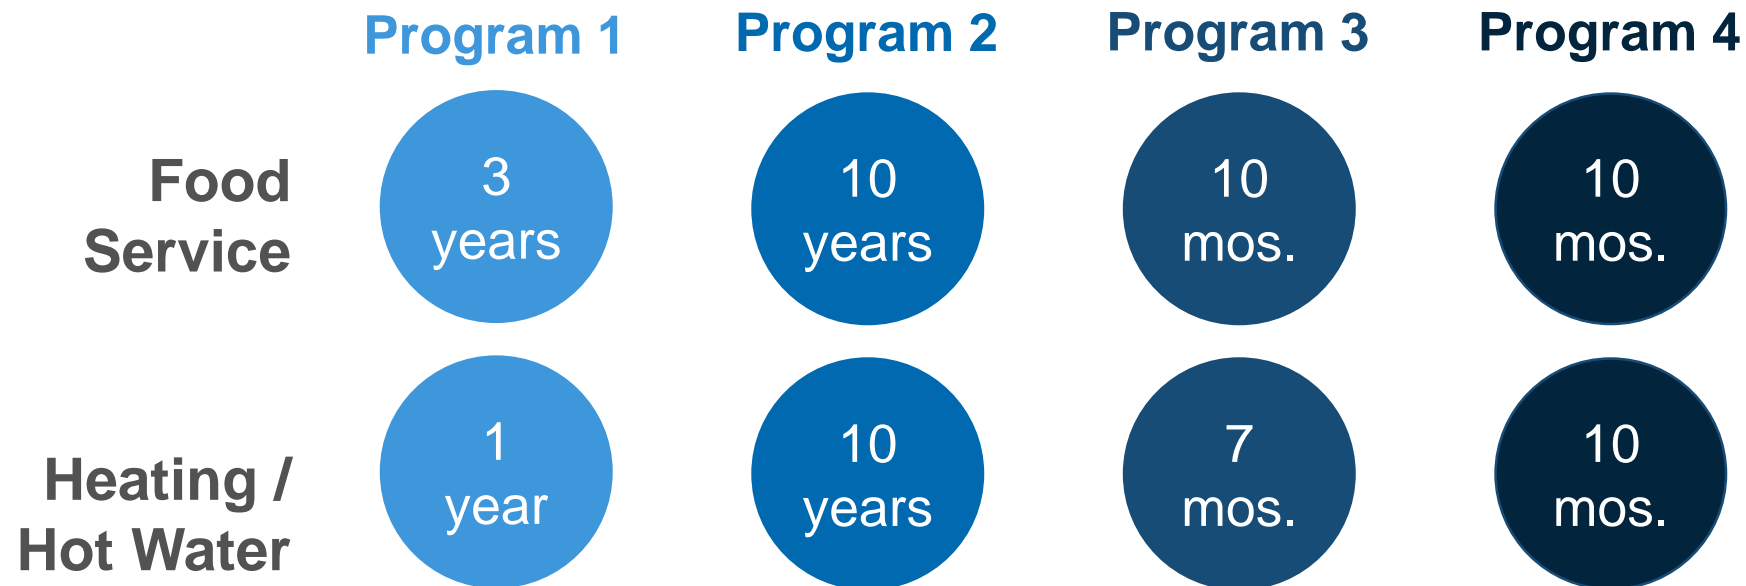 Program 1 Program 2 Program 3 Program 4
Food
Service
3
years
10
years
10
mos.
10
mos.
Heating /
Hot Water
1
year
10
years
7
mos.
10
mos.